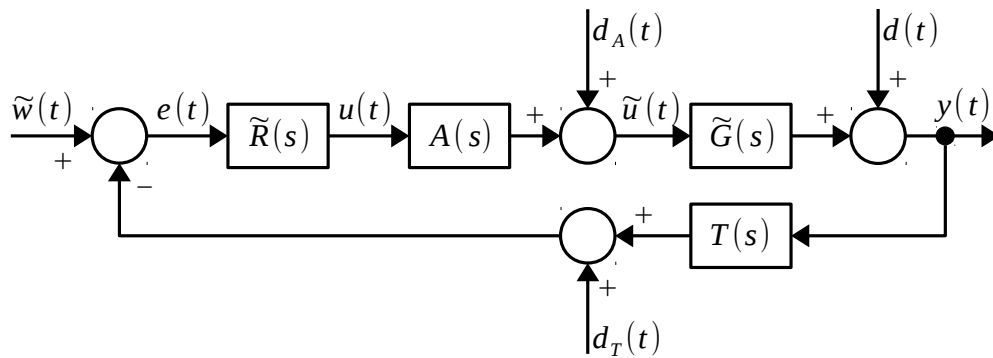 d_A(t)
d(t)
+
+
w̃(t)
e(t)
R̃(s)
u(t)
A(s)
+
ũ(t)
G̃(s)
+
y(t)
+
−
T(s)
+
+
d_T(t)